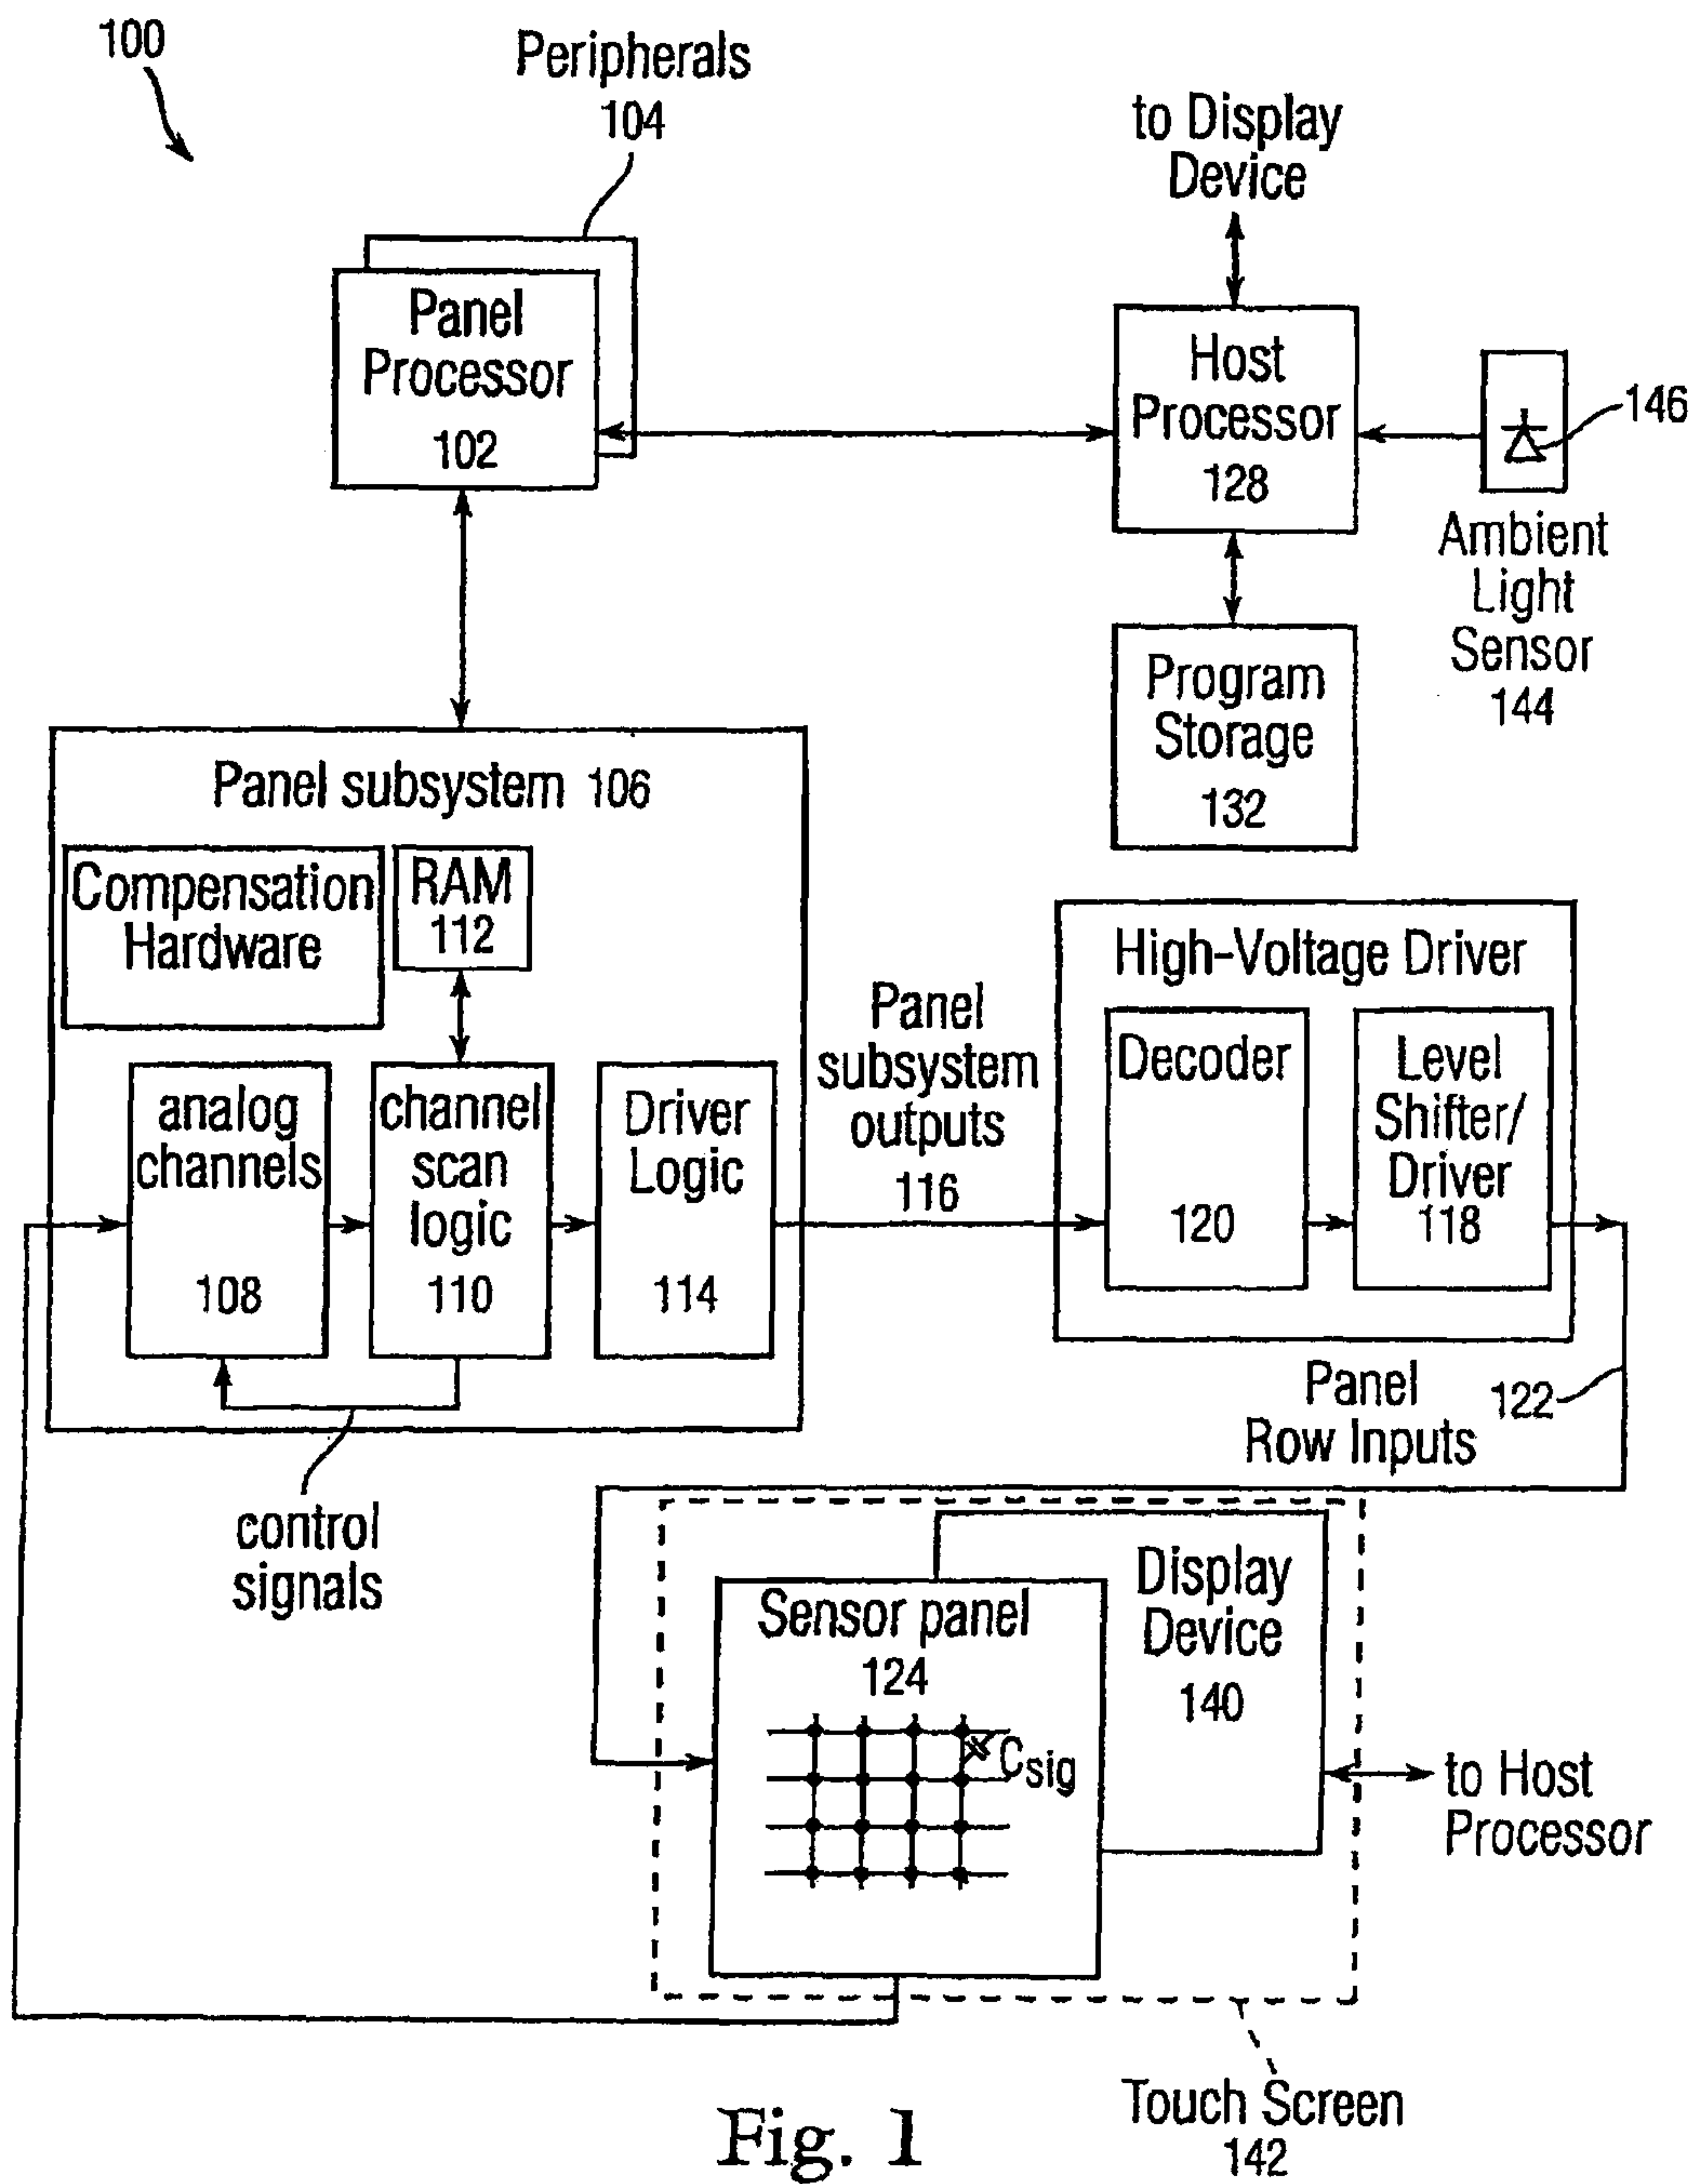 100
Peripherals
104
to Display
Device
Panel
Processor
102
Host
Processor
128
146
Ambient
Light
Sensor
144
Program
Storage
132
Panel subsystem 106
Compensation
Hardware
RAM
112
analog
channels
108
channel
scan
logic
110
Driver
Logic
114
control
signals
Panel
subsystem
outputs
116
High-Voltage Driver
Decoder
120
Level
Shifter/
Driver
118
Panel
Row Inputs
122
Sensor panel
124
Csig
Display
Device
140
to Host
Processor
Touch Screen
142
Fig. 1